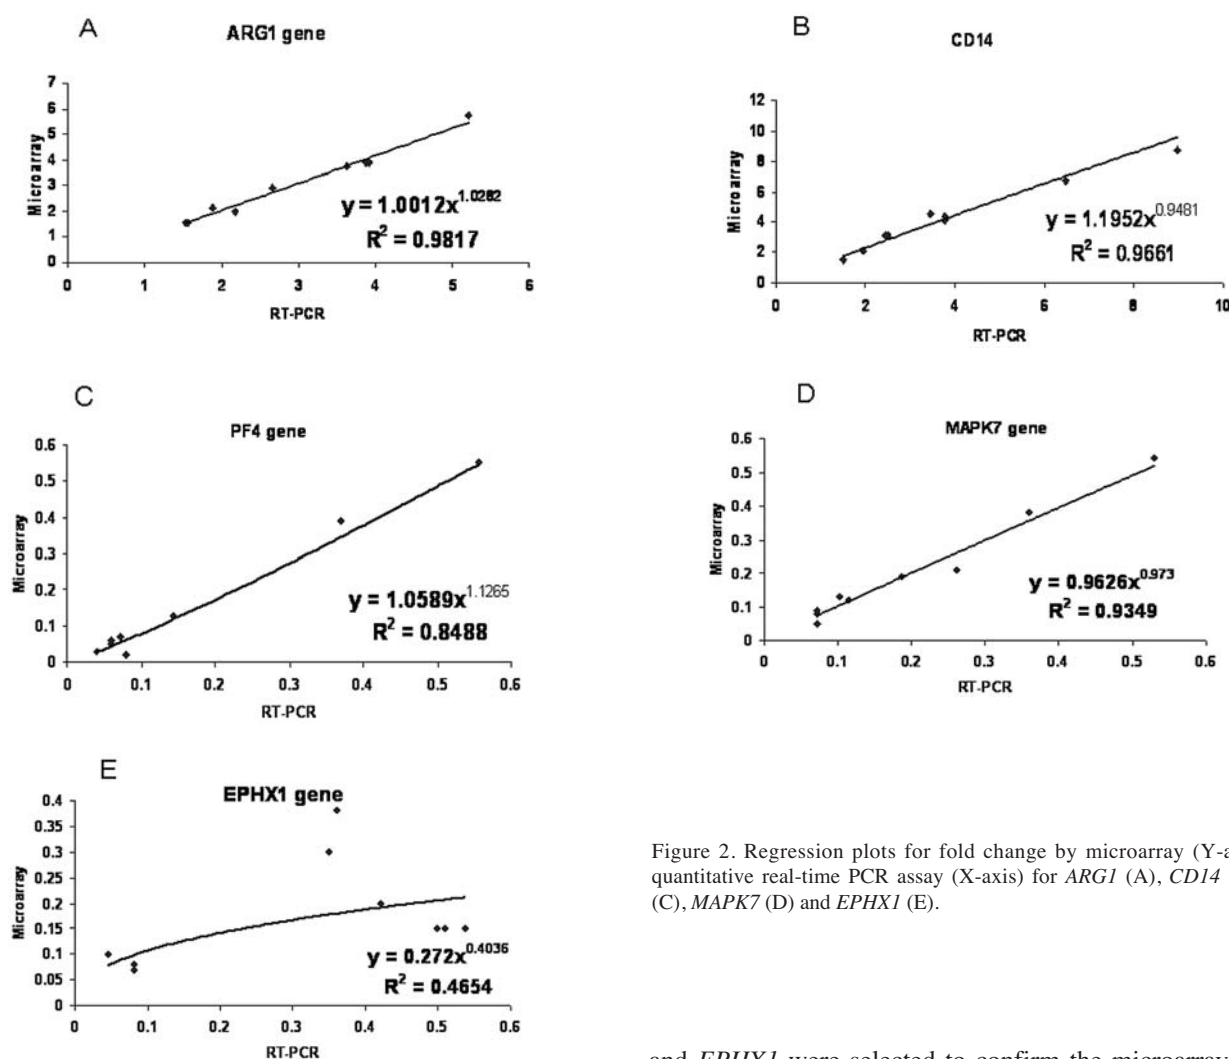 A
ARG1 gene
Microarray
7
6
5
4
3
2
1
0
0 1 2 3 4 5 6
RT-PCR
y = 1.0012x^1.0282
R² = 0.9817
B
CD14
Microarray
12
10
8
6
4
2
0
0 2 4 6 8 10
RT-PCR
y = 1.1952x^0.9481
R² = 0.9661
C
PF4 gene
Microarray
0.6
0.5
0.4
0.3
0.2
0.1
0
0 0.1 0.2 0.3 0.4 0.5 0.6
RT-PCR
y = 1.0589x^1.1265
R² = 0.8488
D
MAPK7 gene
Microarray
0.6
0.5
0.4
0.3
0.2
0.1
0
0 0.1 0.2 0.3 0.4 0.5 0.6
RT-PCR
y = 0.9626x^0.973
R² = 0.9349
E
EPHX1 gene
Microarray
0.4
0.35
0.3
0.25
0.2
0.15
0.1
0.05
0
0 0.1 0.2 0.3 0.4 0.5 0.6
RT-PCR
y = 0.272x^0.4036
R² = 0.4654
Figure 2. Regression plots for fold change by microarray (Y-a
quantitative real-time PCR assay (X-axis) for ARG1 (A), CD14
(C), MAPK7 (D) and EPHX1 (E).
and EPHX1 were selected to confirm the microarray